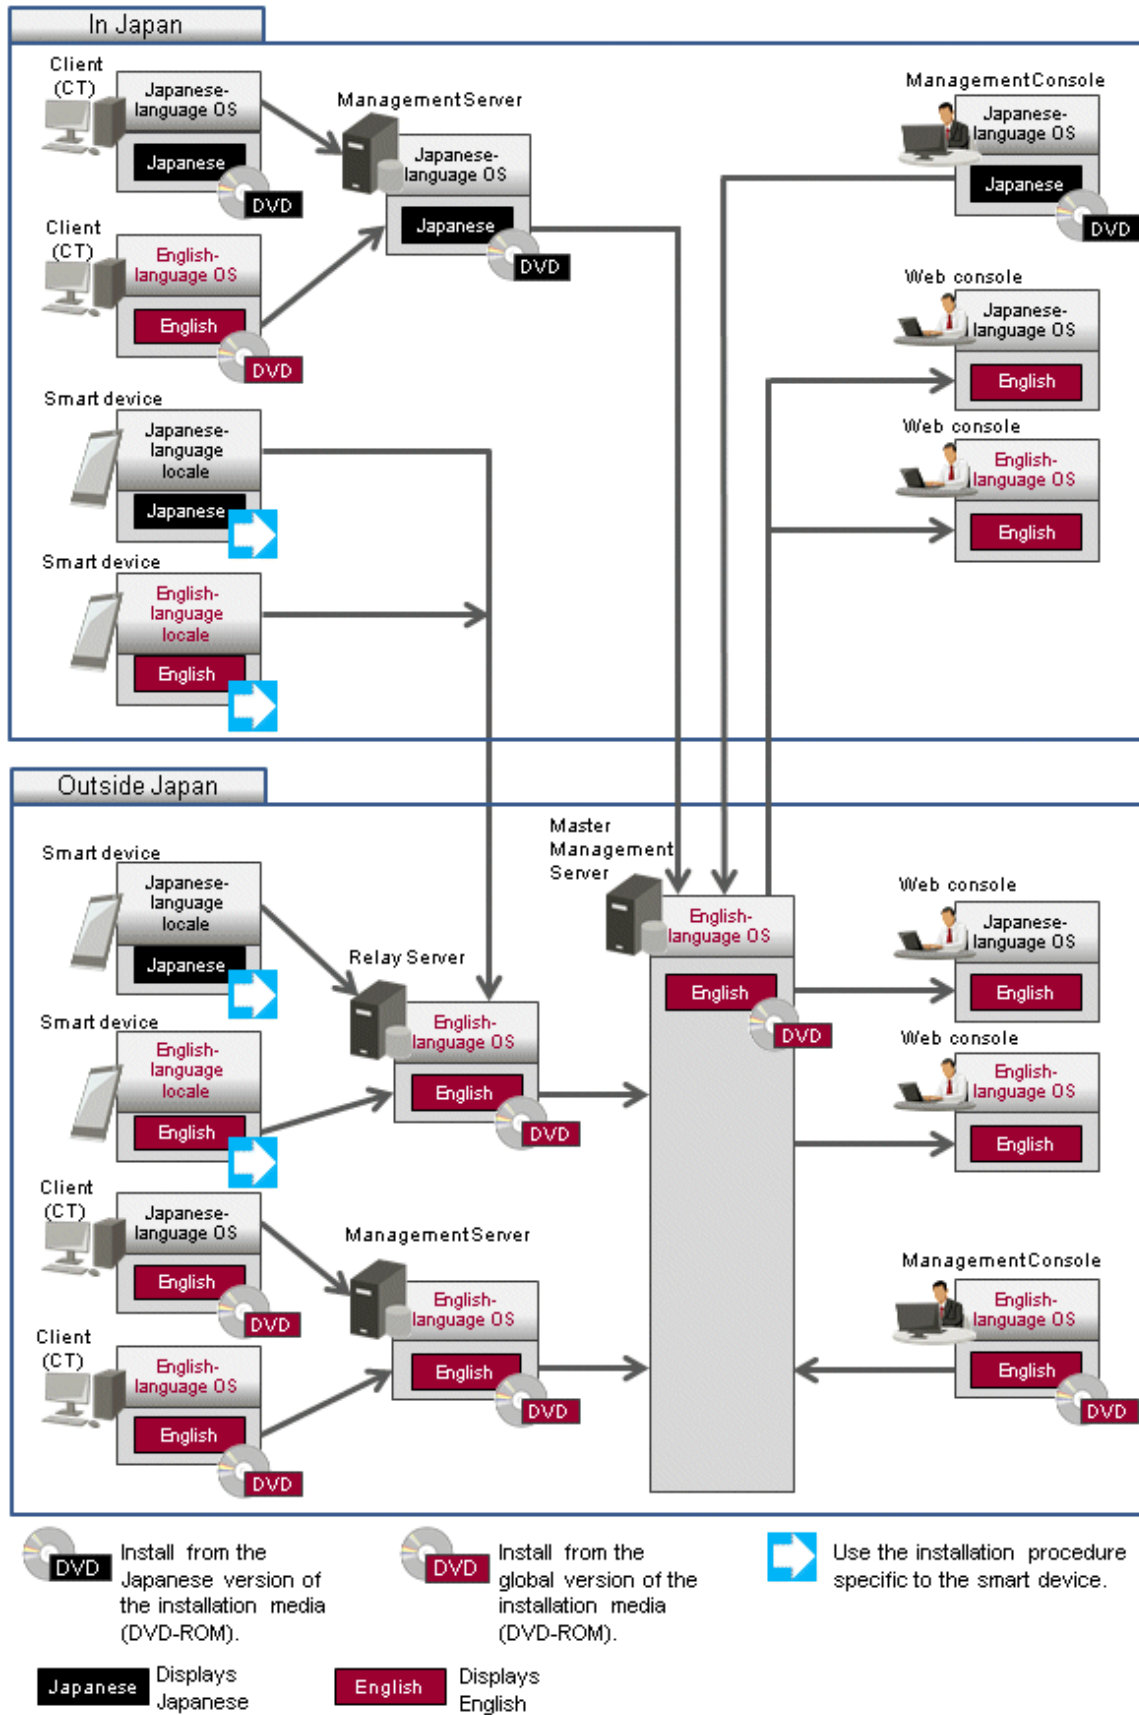 In Japan
Client
(CT)
Japanese-
language OS
Japanese
DVD
ManagementServer
Japanese-
language OS
Japanese
DVD
ManagementConsole
Japanese-
language OS
Japanese
DVD
Client
(CT)
English-
language OS
English
DVD
Web console
Japanese-
language OS
English
Smart device
Japanese-
language
locale
Japanese
Web console
English-
language OS
English
Smart device
English-
language
locale
English
Outside Japan
Smart device
Japanese-
language
locale
Japanese
Master
Management
Server
English-
language OS
English
DVD
Web console
Japanese-
language OS
English
Relay Server
English-
language OS
English
DVD
Smart device
English-
language
locale
English
Web console
English-
language OS
English
Client
(CT)
Japanese-
language OS
English
DVD
ManagementServer
English-
language OS
English
DVD
ManagementConsole
English-
language OS
English
DVD
Client
(CT)
English-
language OS
English
DVD
DVD
Install from the
Japanese version of
the installation media
(DVD-ROM).
DVD
Install from the
global version of the
installation media
(DVD-ROM).
Use the installation procedure
specific to the smart device.
Japanese
Displays
Japanese
English
Displays
English